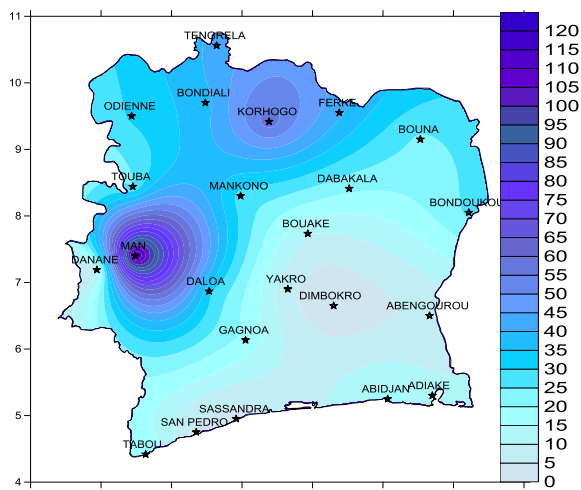 11
10
9
8
7
6
5
4
TENGRELA
BONDIALI
ODIENNE
KORHOGO
FERKE
BOUNA
TOUBA
MANKONO
DABAKALA
BONDOUKOU
BOUAKE
MAN
DANANE
DALOA
YAKRO
DIMBOKRO
ABENGOUROU
GAGNOA
ABIDJAN
ADIAKE
SASSANDRA
SAN PEDRO
TABOU
120
115
110
105
100
95
90
85
80
75
70
65
60
55
50
45
40
35
30
25
20
15
10
5
0